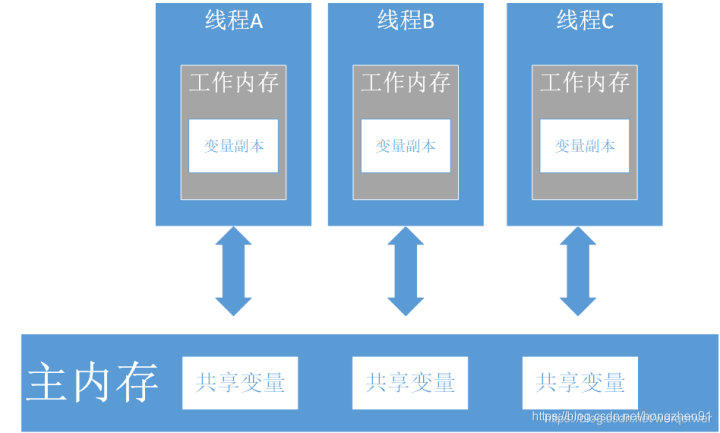 线程A
线程B
线程C
工作内存
工作内存
工作内存
变量副本
变量副本
变量副本
主内存
共享变量
共享变量
共享变量
https://blog.csdn.net/hongzhen91